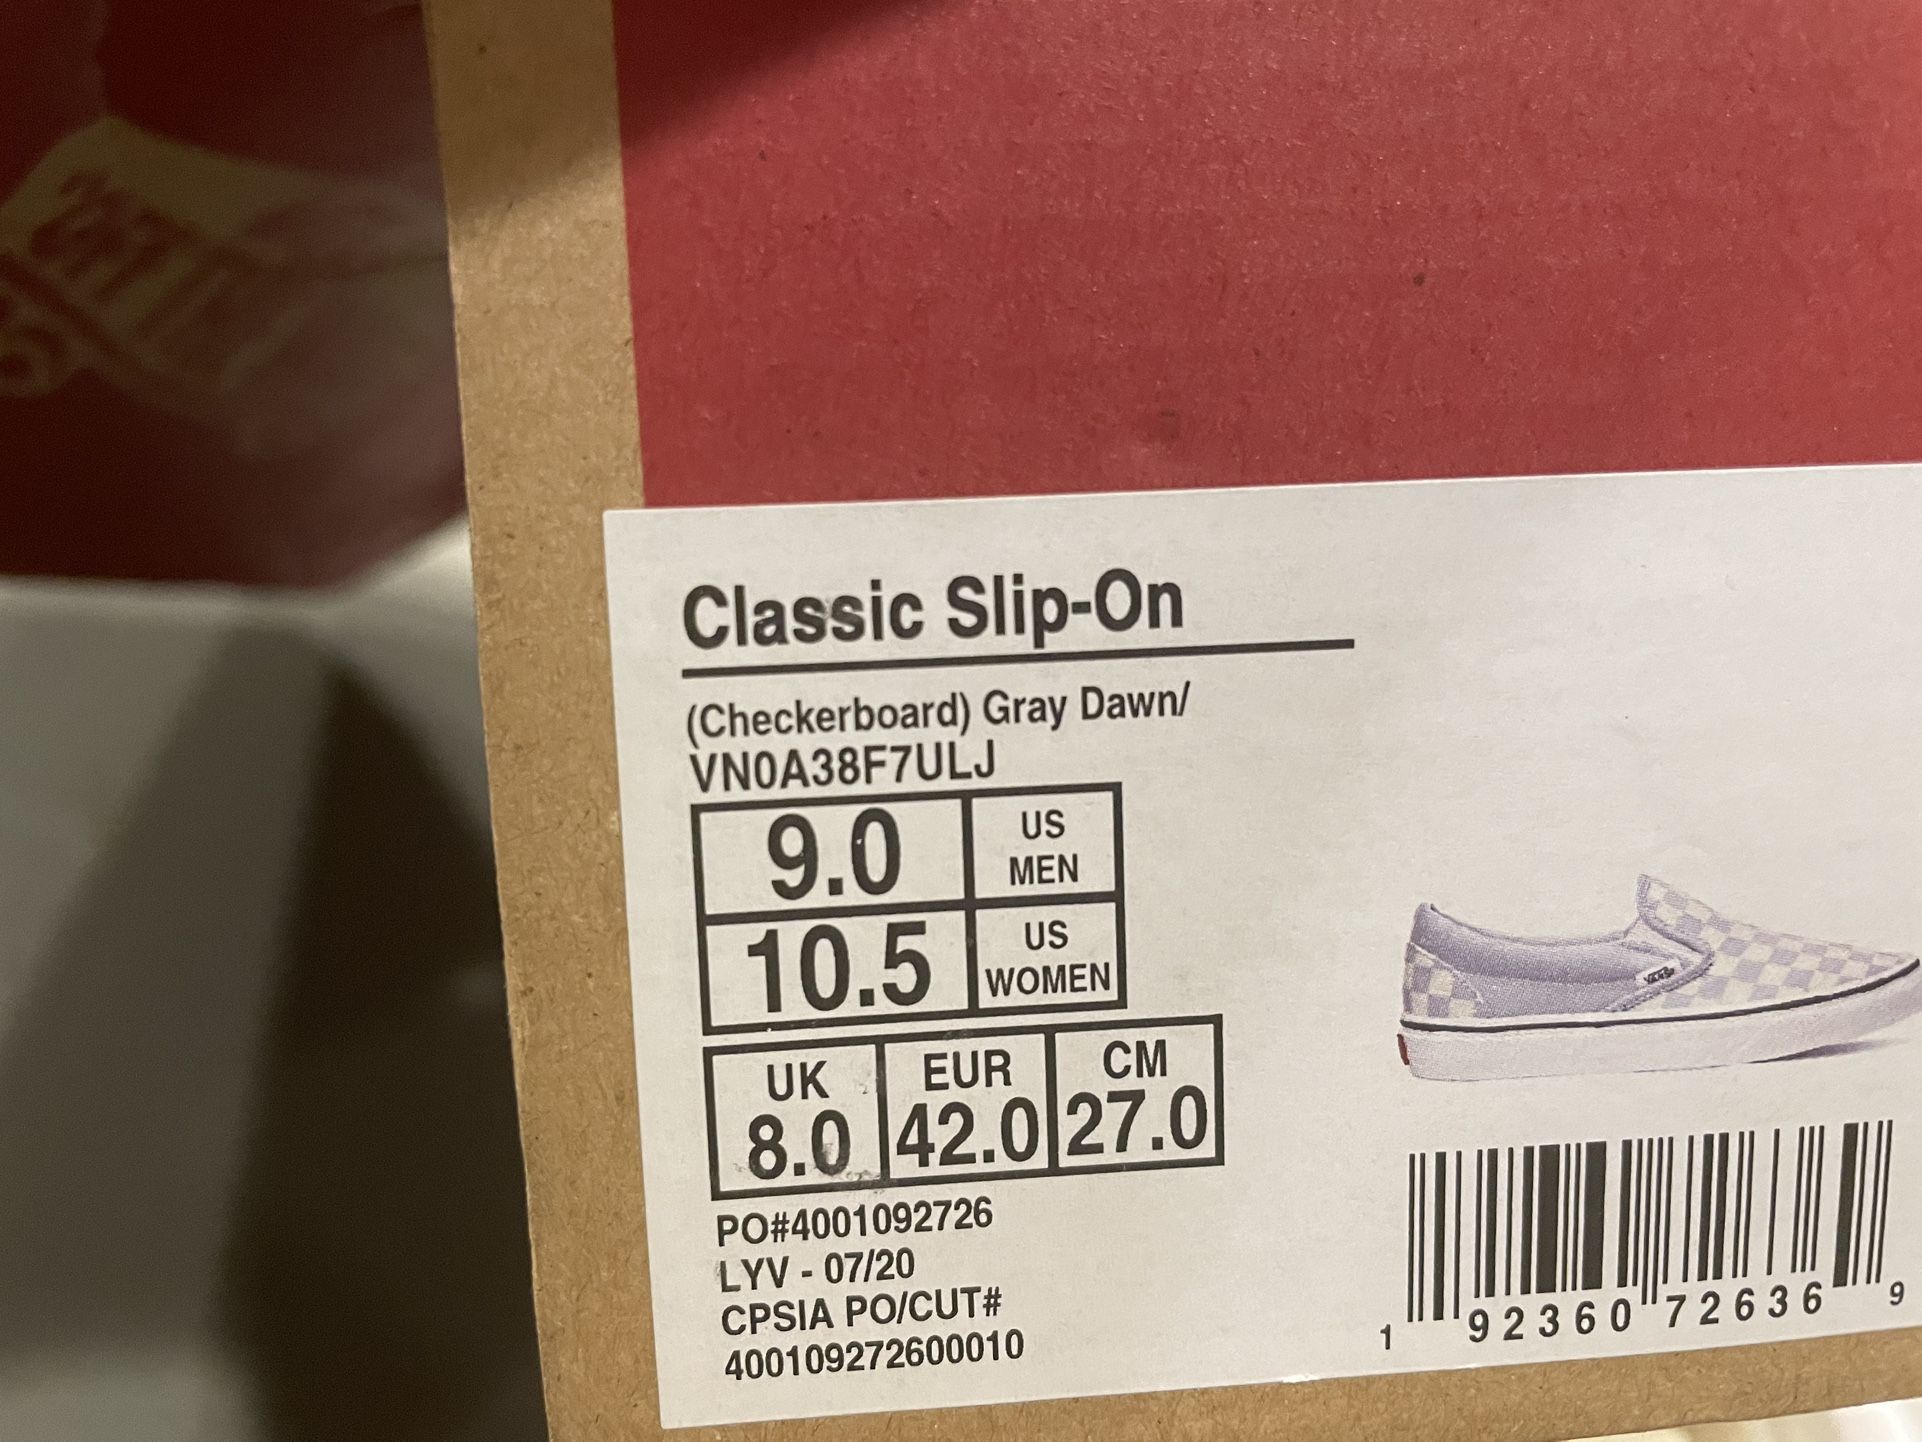 Classic Slip-On
(Checkerboard) Gray Dawn/
VN0A38F7ULJ
9.0 US MEN
10.5 US WOMEN
UK EUR CM
8.0 42.0 27.0
PO#4001092726
LYV - 07/20
CPSIA PO/CUT#
400109272600010
VANS
1 92360 72636 9